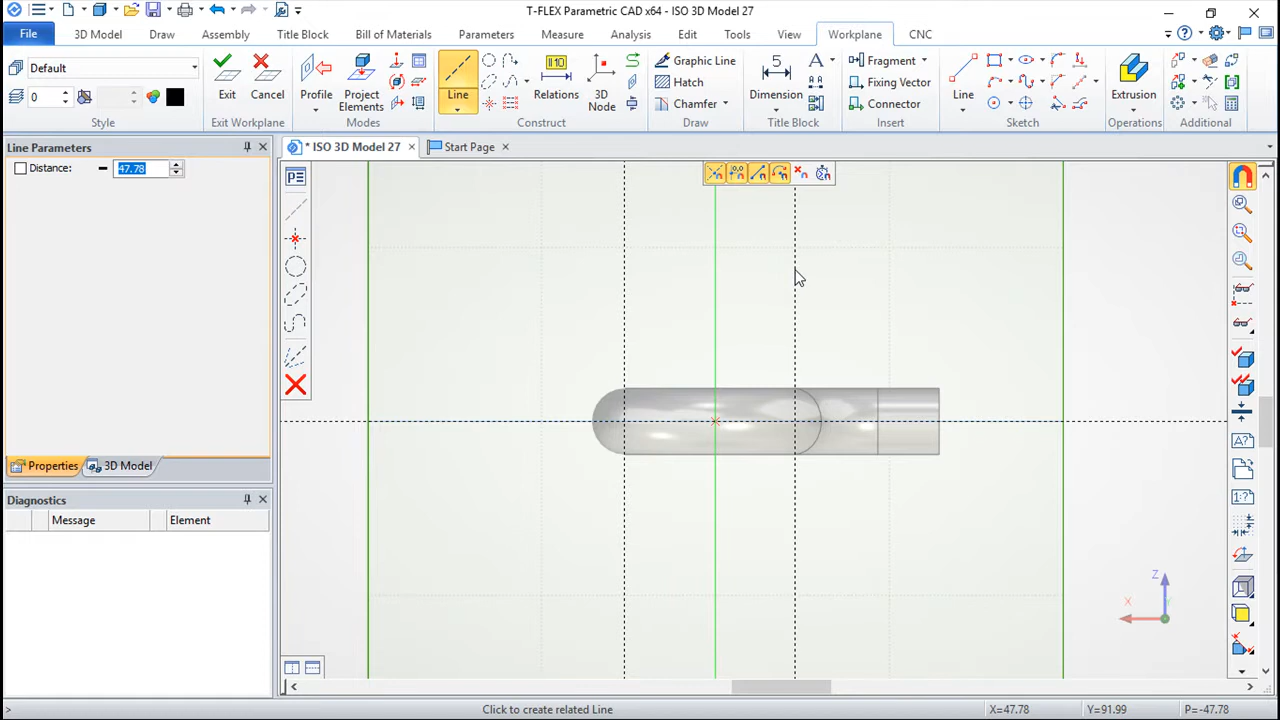 T-FLEX Parametric CAD x64 - ISO 3D Model 27
File
3D Model
Draw
Assembly
Title Block
Bill of Materials
Parameters
Measure
Analysis
Edit
Tools
View
Workplane
CNC
Default
0
Style
Exit
Cancel
Exit Workplane
Profile
Project
Elements
Modes
Line
Relations
3D
Node
Construct
Graphic Line
Hatch
Chamfer
Draw
5
Dimension
Title Block
Fragment
Fixing Vector
Connector
Insert
Line
Sketch
Extrusion
Operations
Additional
Line Parameters
* ISO 3D Model 27
Start Page
Distance:
47.78
Properties
3D Model
Diagnostics
Message
Element
Z
X
Y
> Click to create related Line
X=47.78
Y=91.99
P=-47.78